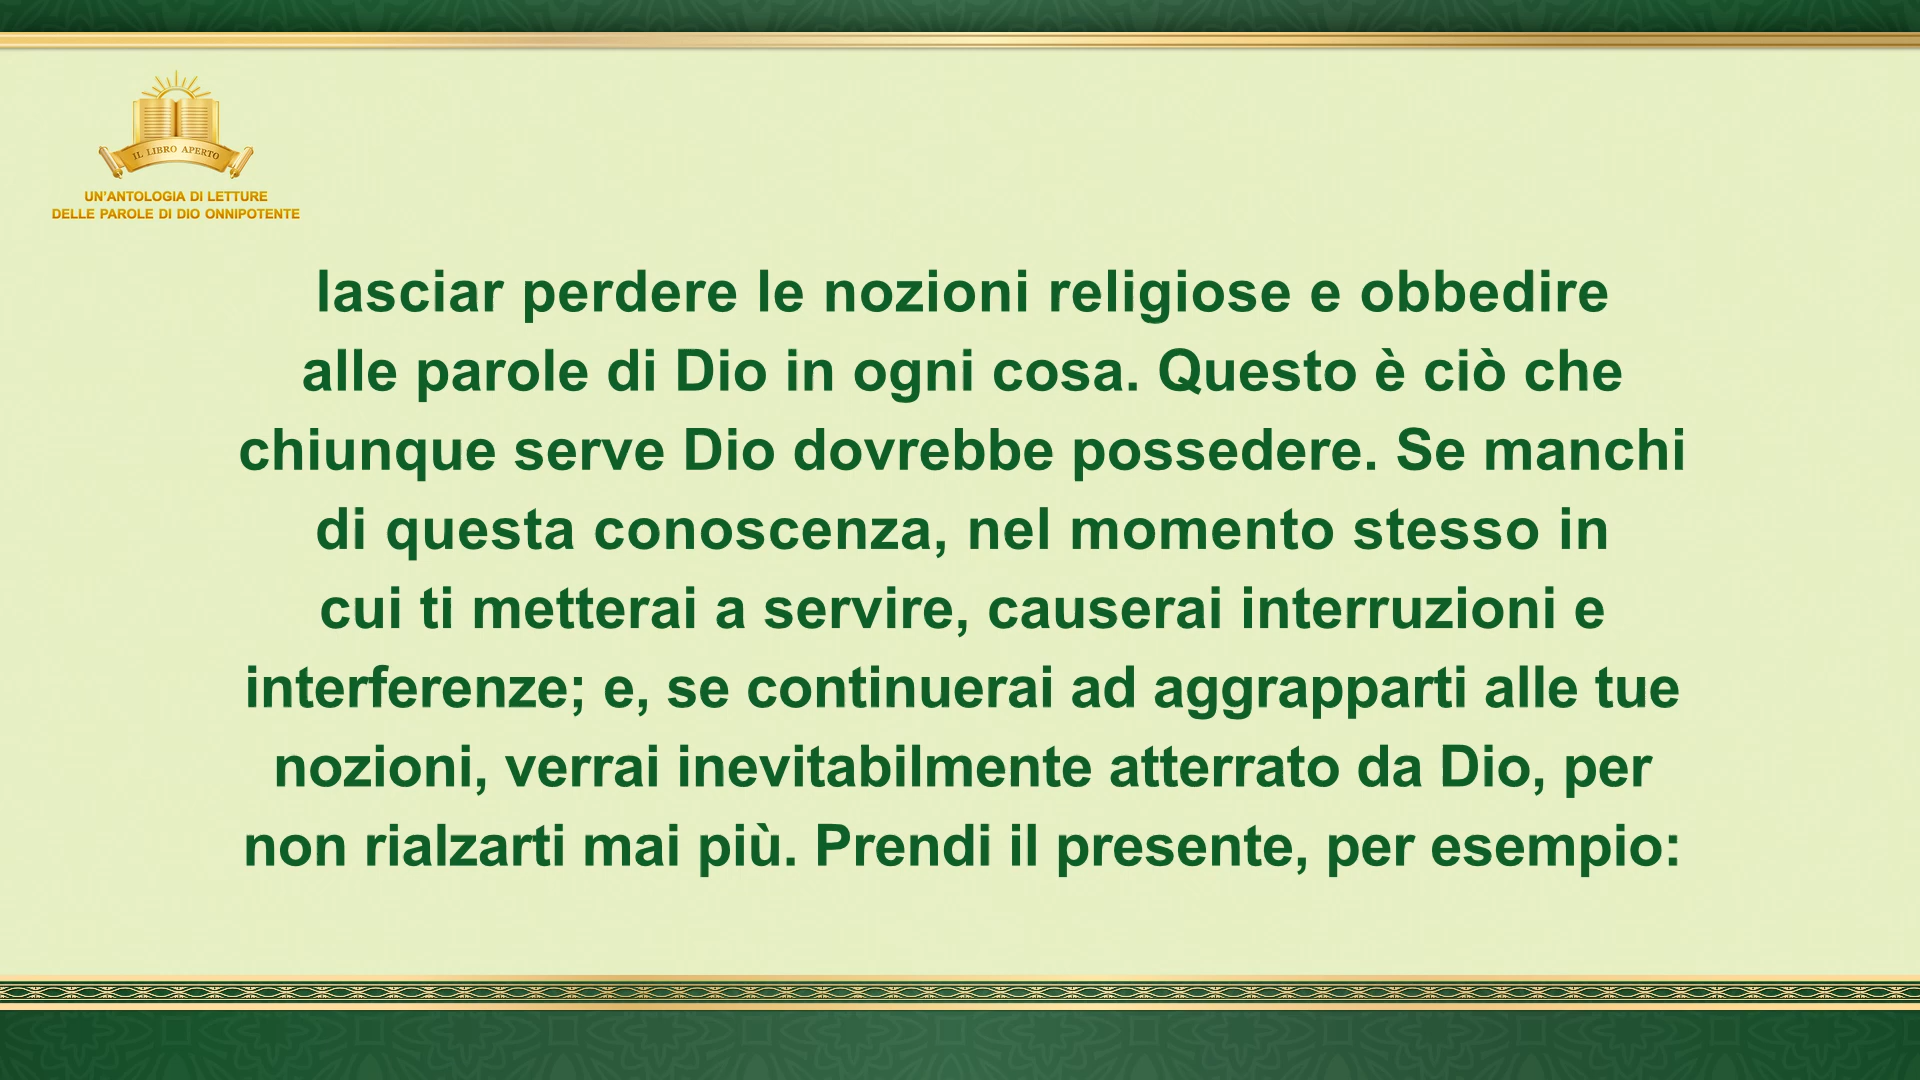 IL LIBRO APERTO
UN'ANTOLOGIA DI LETTURE
DELLE PAROLE DI DIO ONNIPOTENTE
lasciar perdere le nozioni religiose e obbedire
alle parole di Dio in ogni cosa. Questo è ciò che
chiunque serve Dio dovrebbe possedere. Se manchi
di questa conoscenza, nel momento stesso in
cui ti metterai a servire, causerai interruzioni e
interferenze; e, se continuerai ad aggrapparti alle tue
nozioni, verrai inevitabilmente atterrato da Dio, per
non rialzarti mai più. Prendi il presente, per esempio: